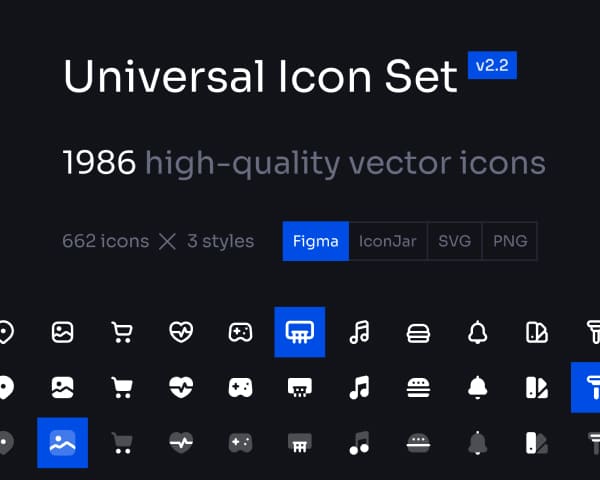 Universal Icon Set v2.2
1986 high-quality vector icons
662 icons × 3 styles Figma IconJar SVG PNG